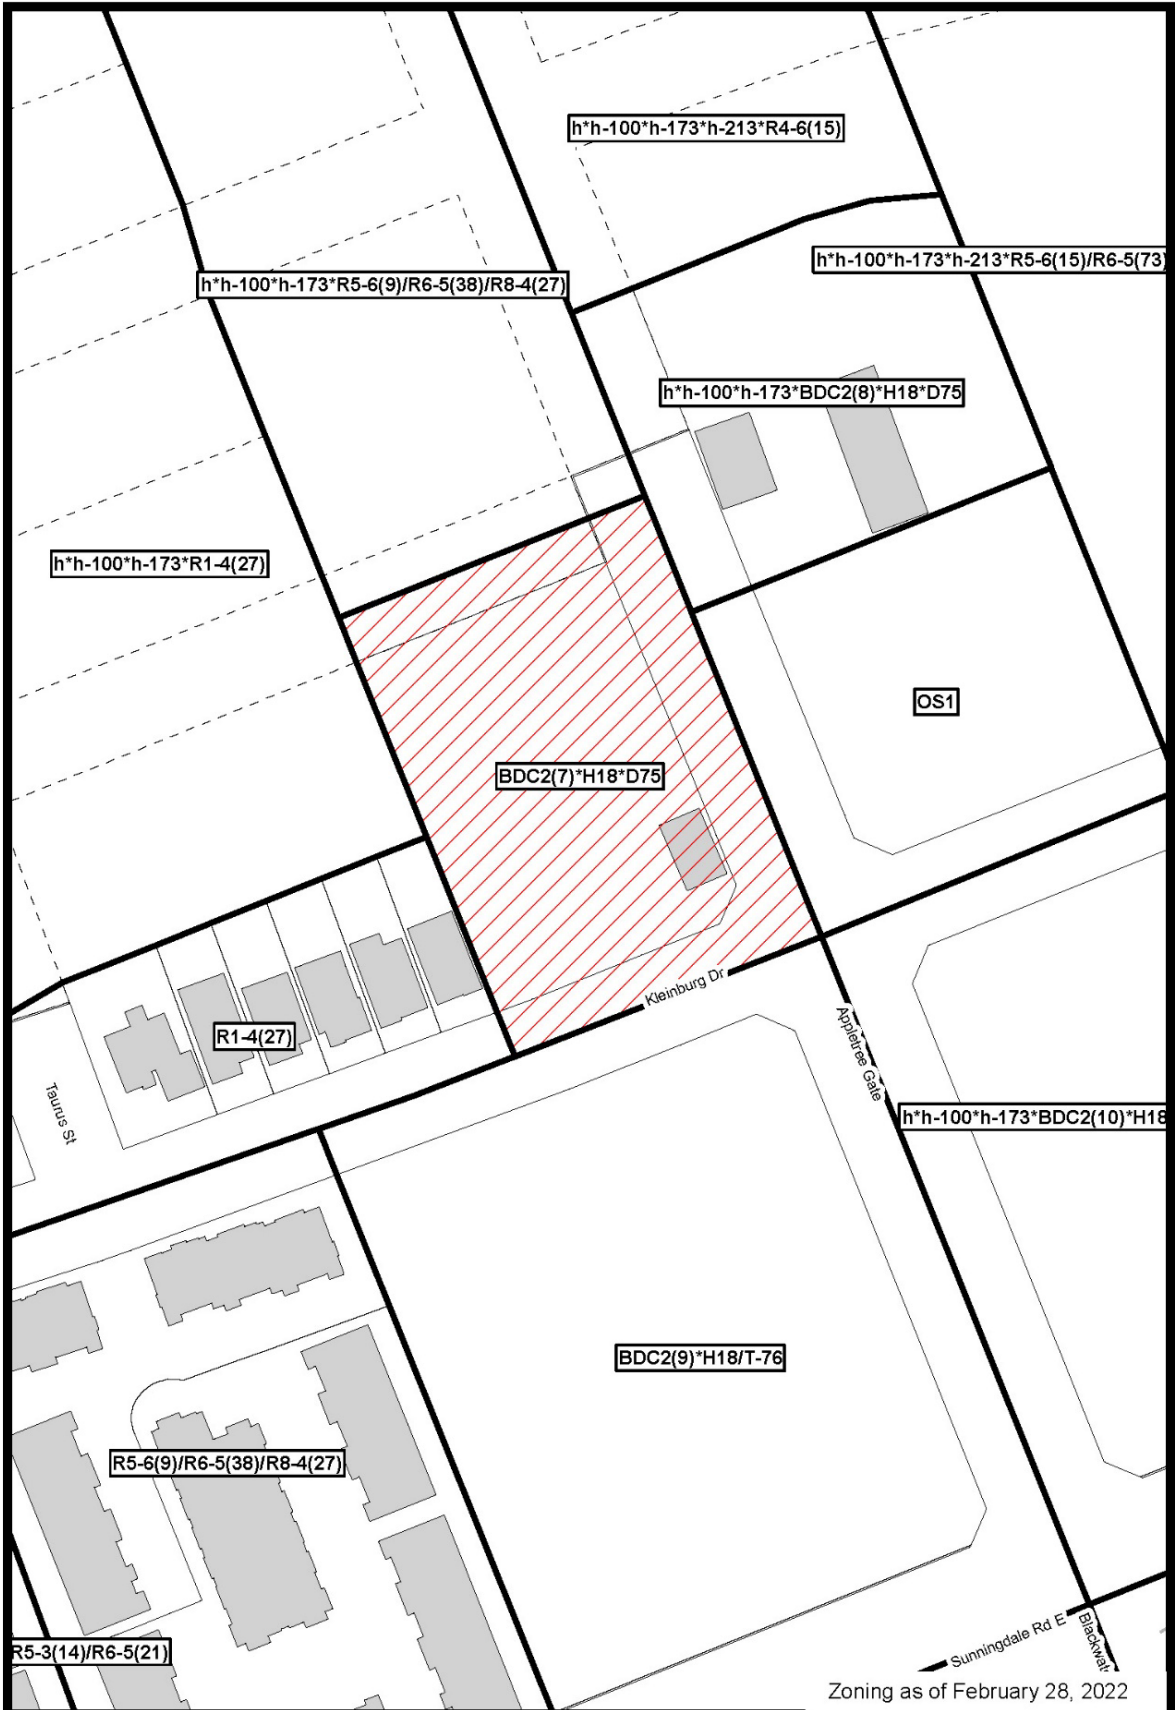 h*h-100*h-173*h-213*R4-6(15)
h*h-100*h-173*h-213*R5-6(15)/R6-5(73)
h*h-100*h-173*R5-6(9)/R6-5(38)/R8-4(27)
h*h-100*h-173*BDC2(8)*H18*D75
h*h-100*h-173*R1-4(27)
OS1
BDC2(7)*H18*D75
Kleinburg Dr
R1-4(27)
Appletree Gate
Taurus St
h*h-100*h-173*BDC2(10)*H18
BDC2(9)*H18/T-76
R5-6(9)/R6-5(38)/R8-4(27)
Sunningdale Rd E
R5-3(14)/R6-5(21)
Zoning as of February 28, 2022